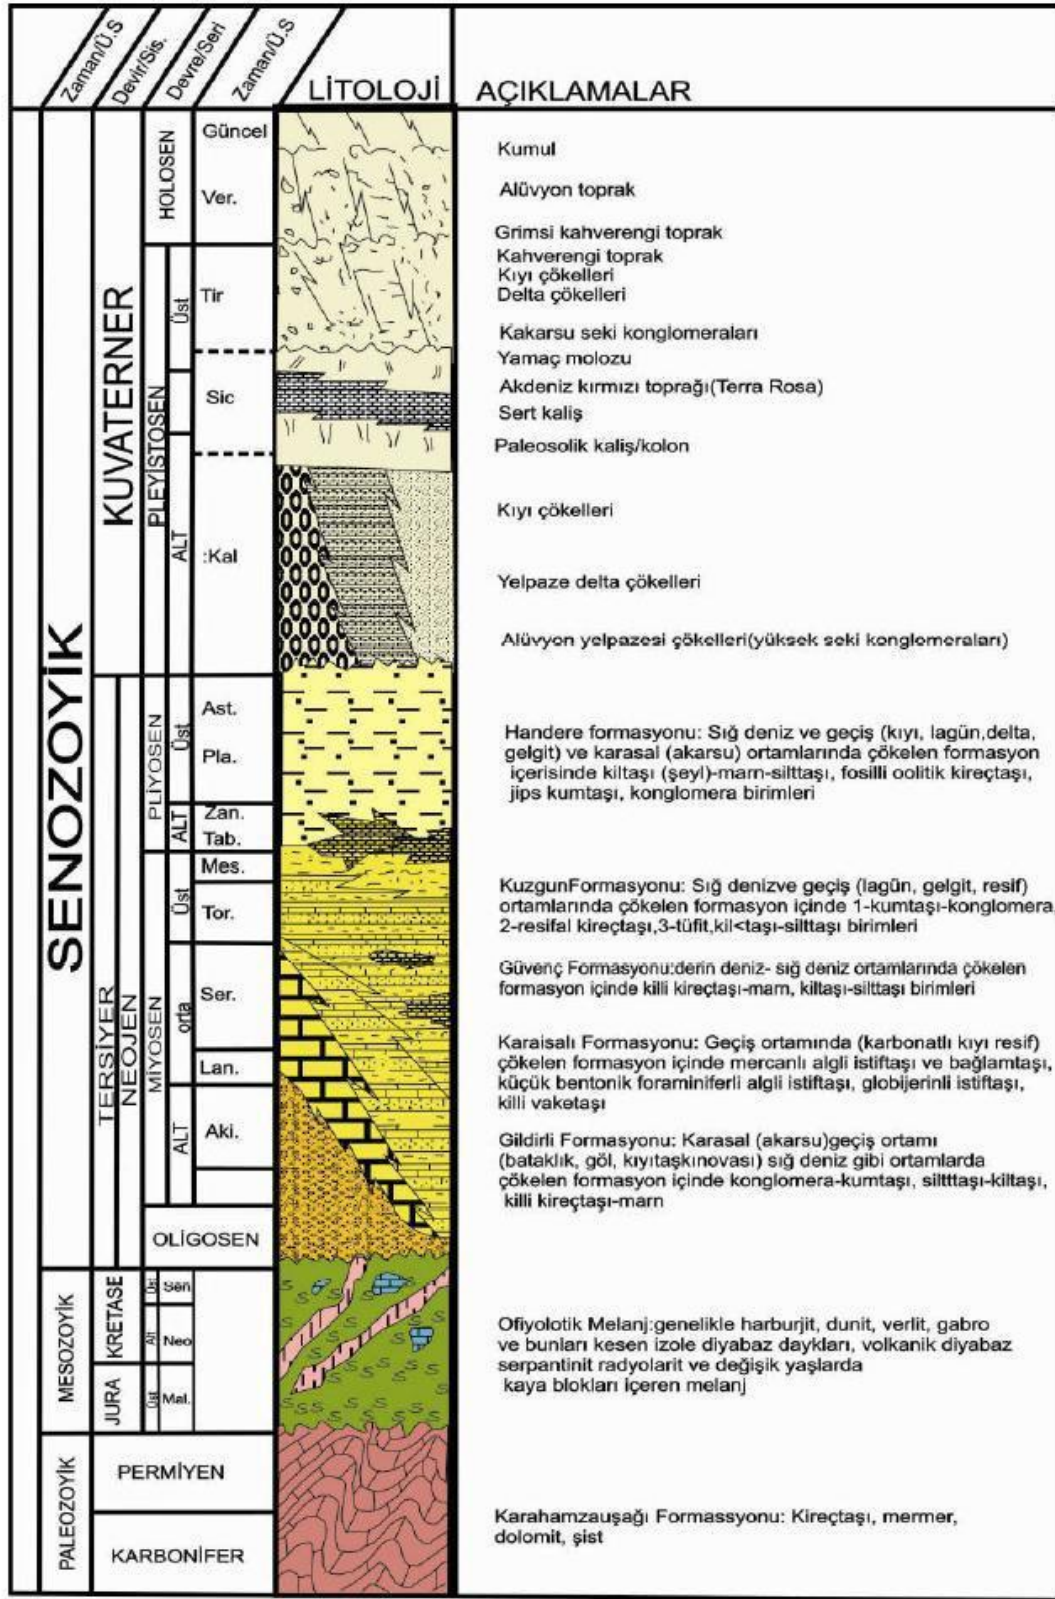 Zaman/Ü.S
Devir/Sis.
Devre/Seri
Zaman/Ü.S
LİTOLOJİ
AÇIKLAMALAR
SENOZOYİK
KUVATERNER
HOLOSEN
Güncel
Ver.
PLEYİSTOSEN
Üst
Tir
Sic
ALT
:Kal
TERSİYER
NEOJEN
PLİYOSEN
Üst
Ast.
Pla.
ALT
Zan.
Tab.
MİYOSEN
Üst
Mes.
Tor.
orta
Ser.
Lan.
ALT
Aki.
OLİGOSEN
MESOZOYİK
KRETASE
Üst
Sen
Alt
Neo
JURA
Üst
Mal.
PALEOZOYİK
PERMİYEN
KARBONİFER
Kumul
Alüvyon toprak
Grimsi kahverengi toprak
Kahverengi toprak
Kıyı çökelleri
Delta çökelleri
Kakarsu seki konglomeraları
Yamaç molozu
Akdeniz kırmızı toprağı(Terra Rosa)
Sert kaliş
Paleosolik kaliş/kolon
Kıyı çökelleri
Yelpaze delta çökelleri
Alüvyon yelpazesi çökelleri(yüksek seki konglomeraları)
Handere formasyonu: Sığ deniz ve geçiş (kıyı, lagün,delta,
gelgit) ve karasal (akarsu) ortamlarında çökelen formasyon
içerisinde kiltaşı (şeyl)-marn-silttaşı, fosilli oolitik kireçtaşı,
jips kumtaşı, konglomera birimleri
KuzgunFormasyonu: Sığ denizve geçiş (lagün, gelgit, resif)
ortamlarında çökelen formasyon içinde 1-kumtaşı-konglomera,
2-resifal kireçtaşı,3-tüfit,kil<taşı-silttaşı birimleri
Güvenç Formasyonu:derin deniz- sığ deniz ortamlarında çökelen
formasyon içinde killi kireçtaşı-marn, kiltaşı-silttaşı birimleri
Karaisalı Formasyonu: Geçiş ortamında (karbonatlı kıyı resif)
çökelen formasyon içinde mercanlı algli istiftaşı ve bağlamtaşı,
küçük bentonik foraminiferli algli istiftaşı, globijerinli istiftaşı,
killi vaketaşı
Gildirli Formasyonu: Karasal (akarsu)geçiş ortamı
(bataklık, göl, kıyıtaşkınovası) sığ deniz gibi ortamlarda
çökelen formasyon içinde konglomera-kumtaşı, siltttaşı-kiltaşı,
killi kireçtaşı-marn
Ofiyolotik Melanj:genelikle harburjit, dunit, verlit, gabro
ve bunları kesen izole diyabaz daykları, volkanik diyabaz
serpantinit radyolarit ve değişik yaşlarda
kaya blokları içeren melanj
Karahamzauşağı Formassyonu: Kireçtaşı, mermer,
dolomit, şist